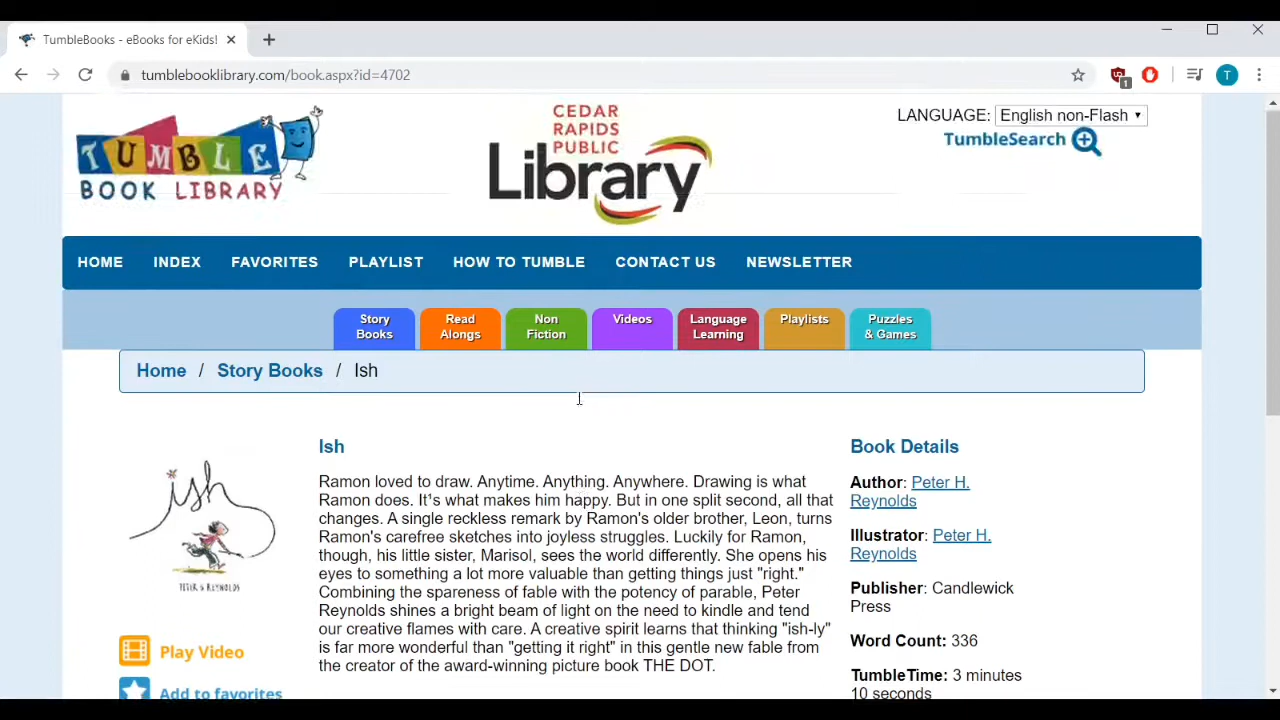 TumbleBooks - eBooks for eKids!
tumblebooklibrary.com/book.aspx?id=4702
1
T
TUMBLE
BOOK LIBRARY
CEDAR
RAPIDS
PUBLIC
Library
LANGUAGE: English non-Flash
TumbleSearch
HOME INDEX FAVORITES PLAYLIST HOW TO TUMBLE CONTACT US NEWSLETTER
Story
Books
Read
Alongs
Non
Fiction
Videos
Language
Learning
Playlists
Puzzles
& Games
Home / Story Books / Ish
ish
PETER H REYNOLDS
Play Video
Add to favorites
Ish
Ramon loved to draw. Anytime. Anything. Anywhere. Drawing is what
Ramon does. It¹s what makes him happy. But in one split second, all that
changes. A single reckless remark by Ramon's older brother, Leon, turns
Ramon's carefree sketches into joyless struggles. Luckily for Ramon,
though, his little sister, Marisol, sees the world differently. She opens his
eyes to something a lot more valuable than getting things just "right."
Combining the spareness of fable with the potency of parable, Peter
Reynolds shines a bright beam of light on the need to kindle and tend
our creative flames with care. A creative spirit learns that thinking "ish-ly"
is far more wonderful than "getting it right" in this gentle new fable from
the creator of the award-winning picture book THE DOT.
Book Details
Author: Peter H.
Reynolds
Illustrator: Peter H.
Reynolds
Publisher: Candlewick
Press
Word Count: 336
TumbleTime: 3 minutes
10 seconds